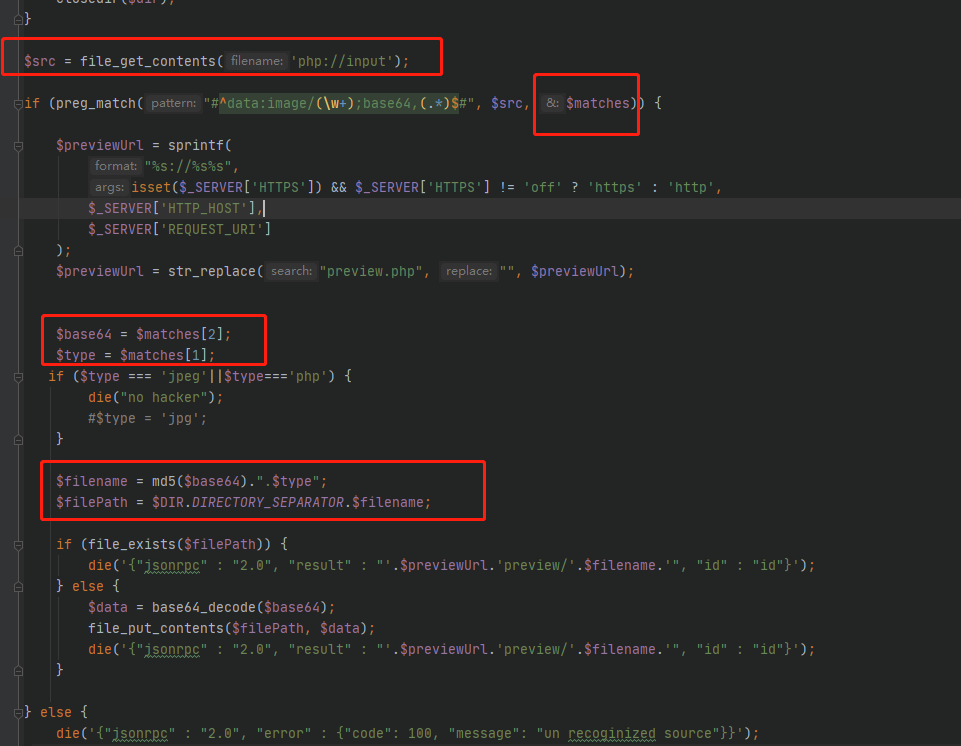 closedir($dir);
}
$src = file_get_contents( filename: 'php://input');
if (preg_match( pattern: "#^data:image/(\w+);base64,(.*)$#", $src, &: $matches)) {
$previewUrl = sprintf(
format: "%s://%s%s",
args: isset($_SERVER['HTTPS']) && $_SERVER['HTTPS'] != 'off' ? 'https' : 'http',
$_SERVER['HTTP_HOST'],
$_SERVER['REQUEST_URI']
);
$previewUrl = str_replace( search: "preview.php", replace: "", $previewUrl);
$base64 = $matches[2];
$type = $matches[1];
if ($type === 'jpeg'||$type==='php') {
die("no hacker");
#$type = 'jpg';
}
$filename = md5($base64).".$type";
$filePath = $DIR.DIRECTORY_SEPARATOR.$filename;
if (file_exists($filePath)) {
die('{"jsonrpc" : "2.0", "result" : "'.$previewUrl.'preview/'.$filename.'", "id" : "id"}');
} else {
$data = base64_decode($base64);
file_put_contents($filePath, $data);
die('{"jsonrpc" : "2.0", "result" : "'.$previewUrl.'preview/'.$filename.'", "id" : "id"}');
}
} else {
die('{"jsonrpc" : "2.0", "error" : {"code": 100, "message": "un recoginized source"}}');